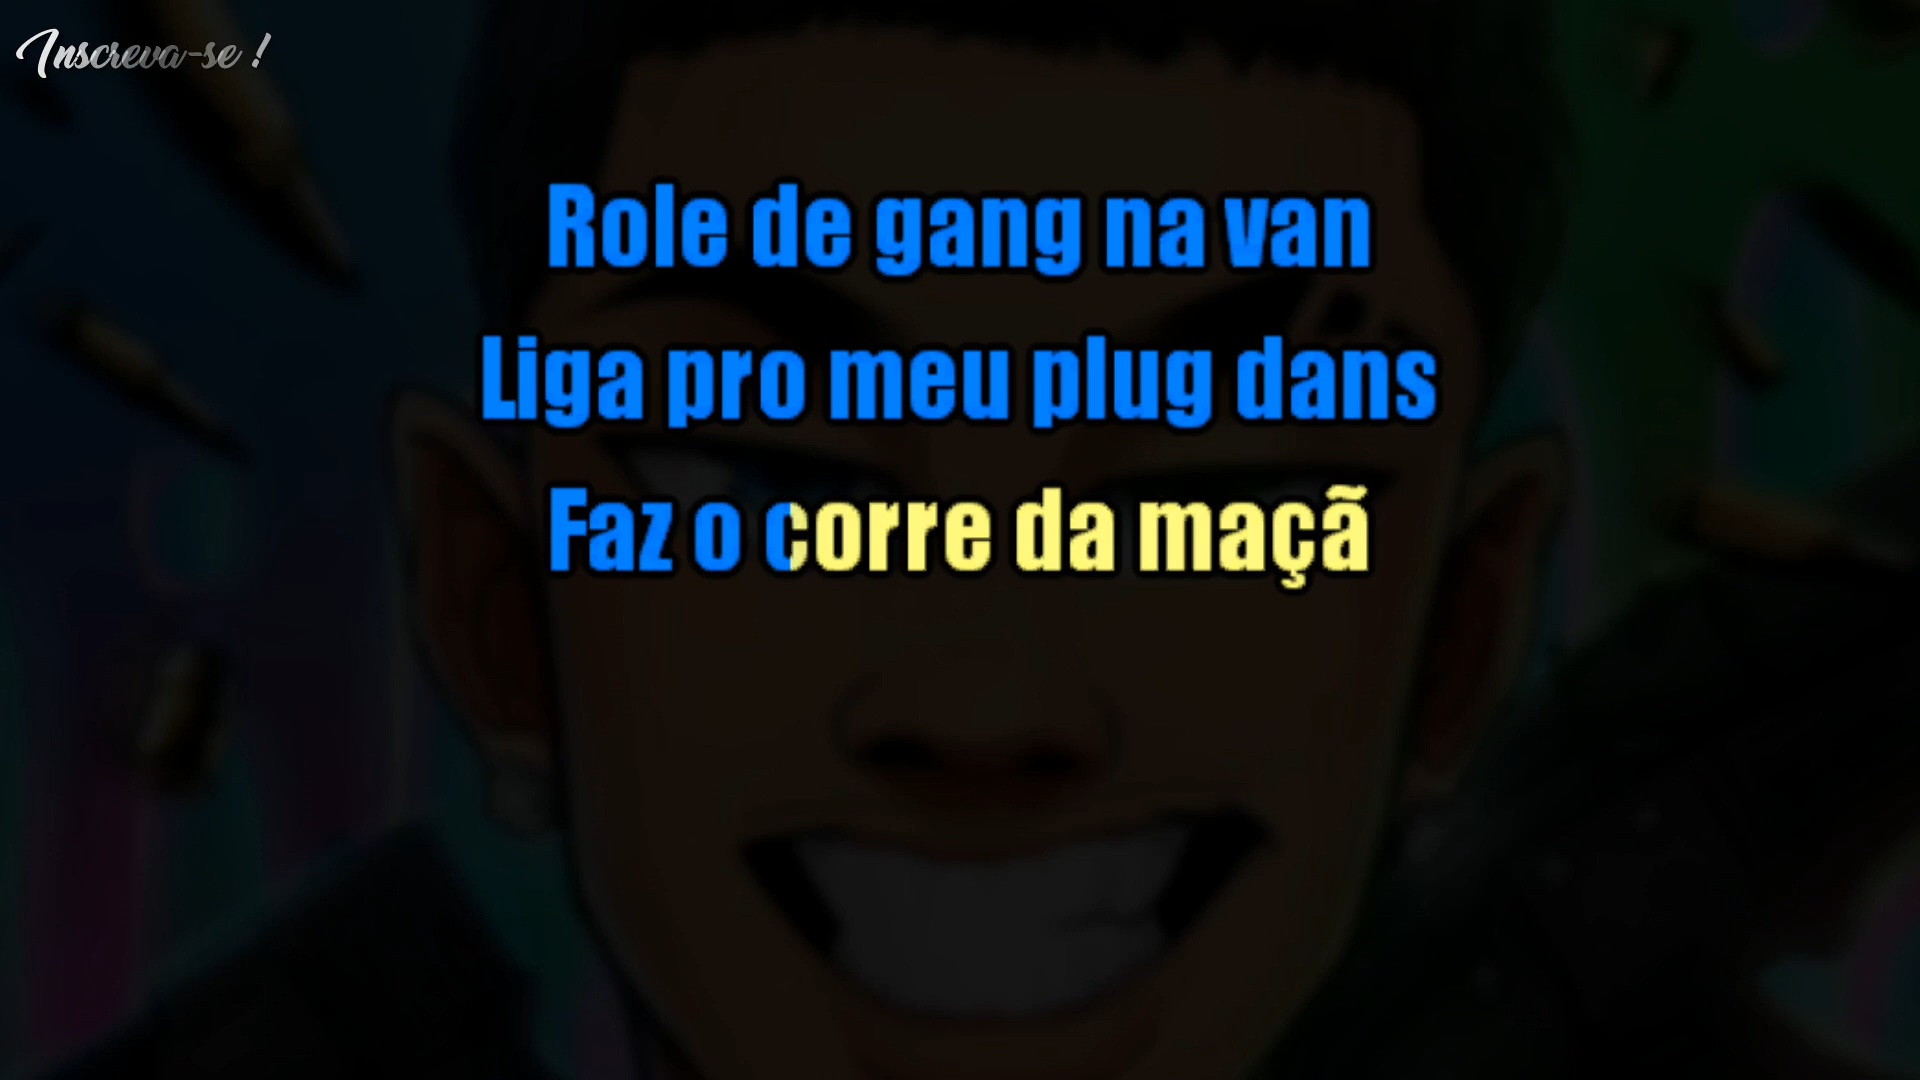 Inscreva-se !
Role de gang na van
Liga pro meu plug dans
Faz o corre da maçã